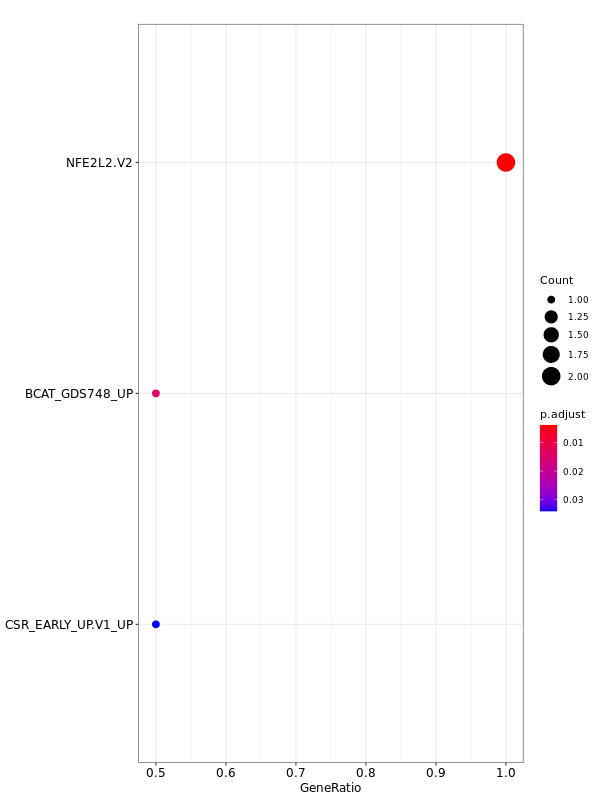 NFE2L2.V2
BCAT_GDS748_UP
CSR_EARLY_UP.V1_UP
0.5 0.6 0.7 0.8 0.9 1.0
GeneRatio
Count
1.00
1.25
1.50
1.75
2.00
p.adjust
0.01
0.02
0.03